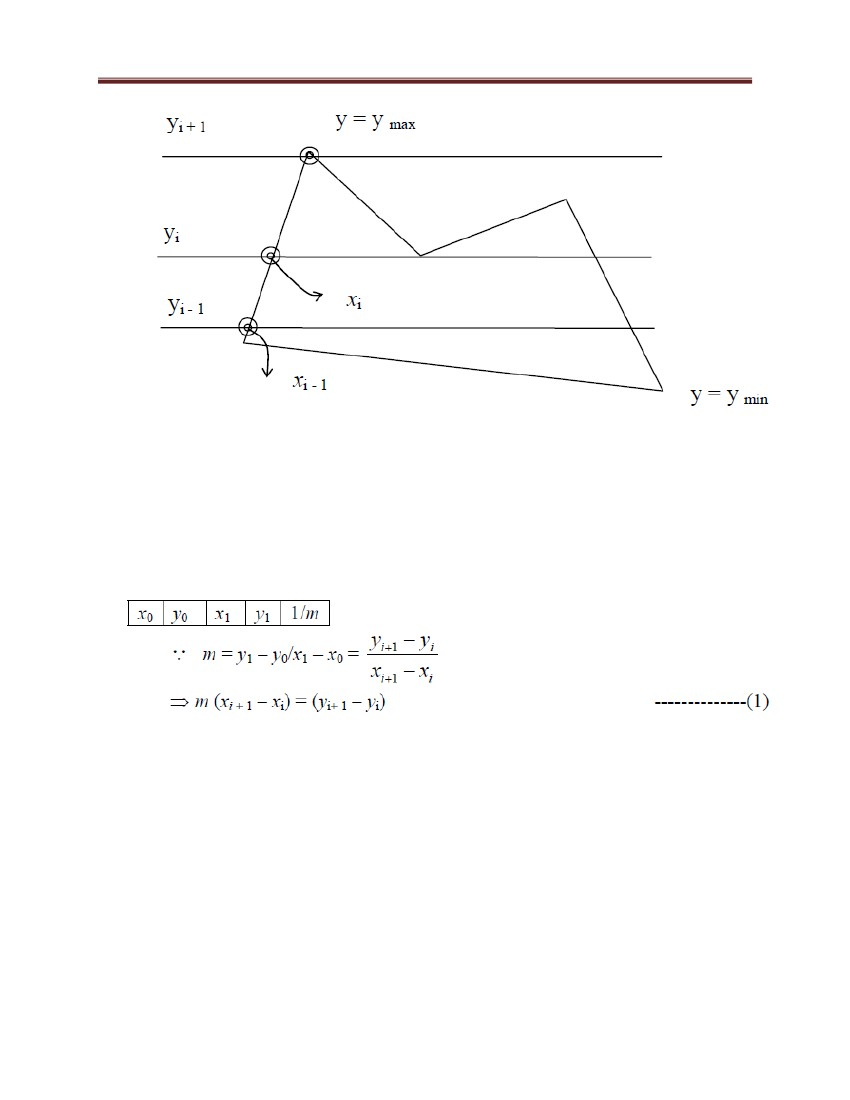 yi + 1
y = y max
yi
xi
yi - 1
xi - 1
y = y min
x0 y0 x1 y1 1/m
∵ m = y1 – y0/x1 – x0 = (yi+1 − yi)/(xi+1 − xi)
⇒ m (xi + 1 – xi) = (yi+ 1 – yi) --------------(1)